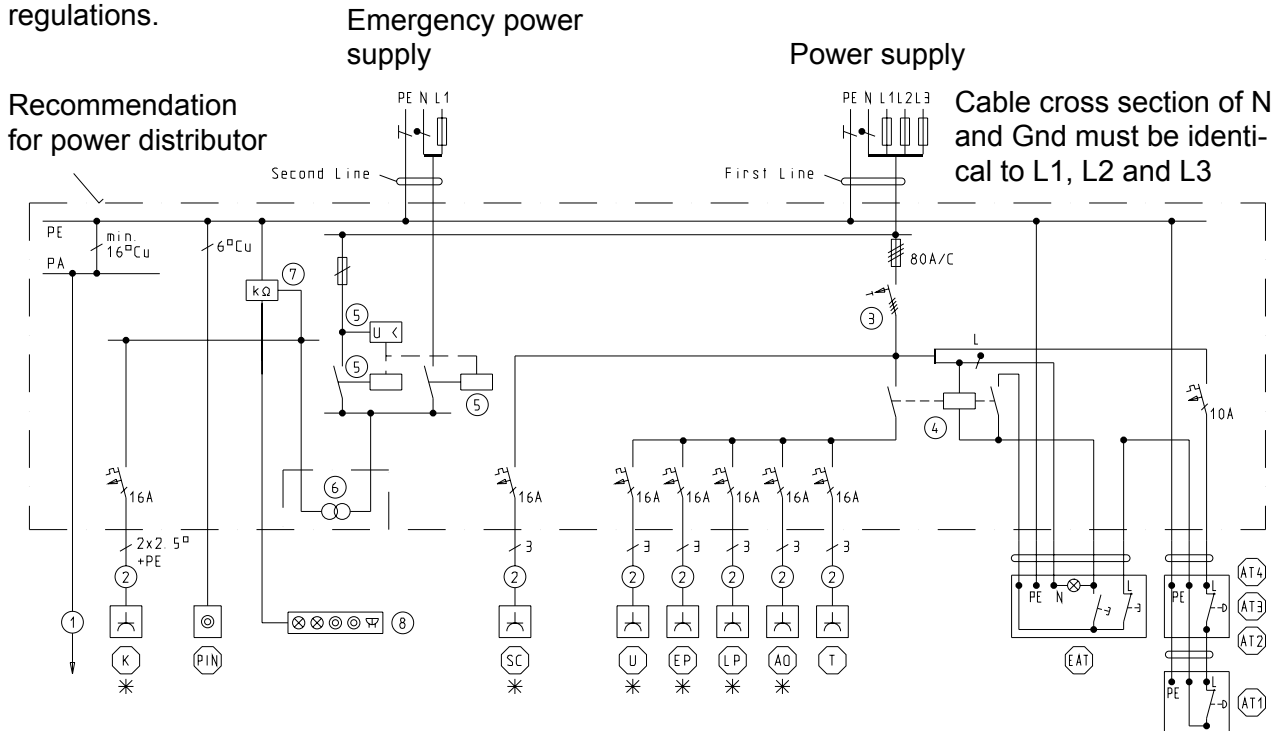 regulations.
Emergency power
supply
Power supply
Recommendation
for power distributor
Cable cross section of N
and Gnd must be identi-
cal to L1, L2 and L3
PE N L1
PE N L1 L2 L3
Second Line
First Line
PE
min.
16□Cu
6□Cu
PA
80A/C
7
kΩ
5
U <
3
L
5
5
4
10A
6
16A
16A
16A
16A
16A
16A
16A
2x2.5□
+PE
3
3
3
3
3
3
2
2
2
2
2
2
2
PE
N
L
PE
L
AT4
AT3
AT2
1
8
K
PIN
SC
U
EP
LP
AO
T
EAT
PE
L
AT1